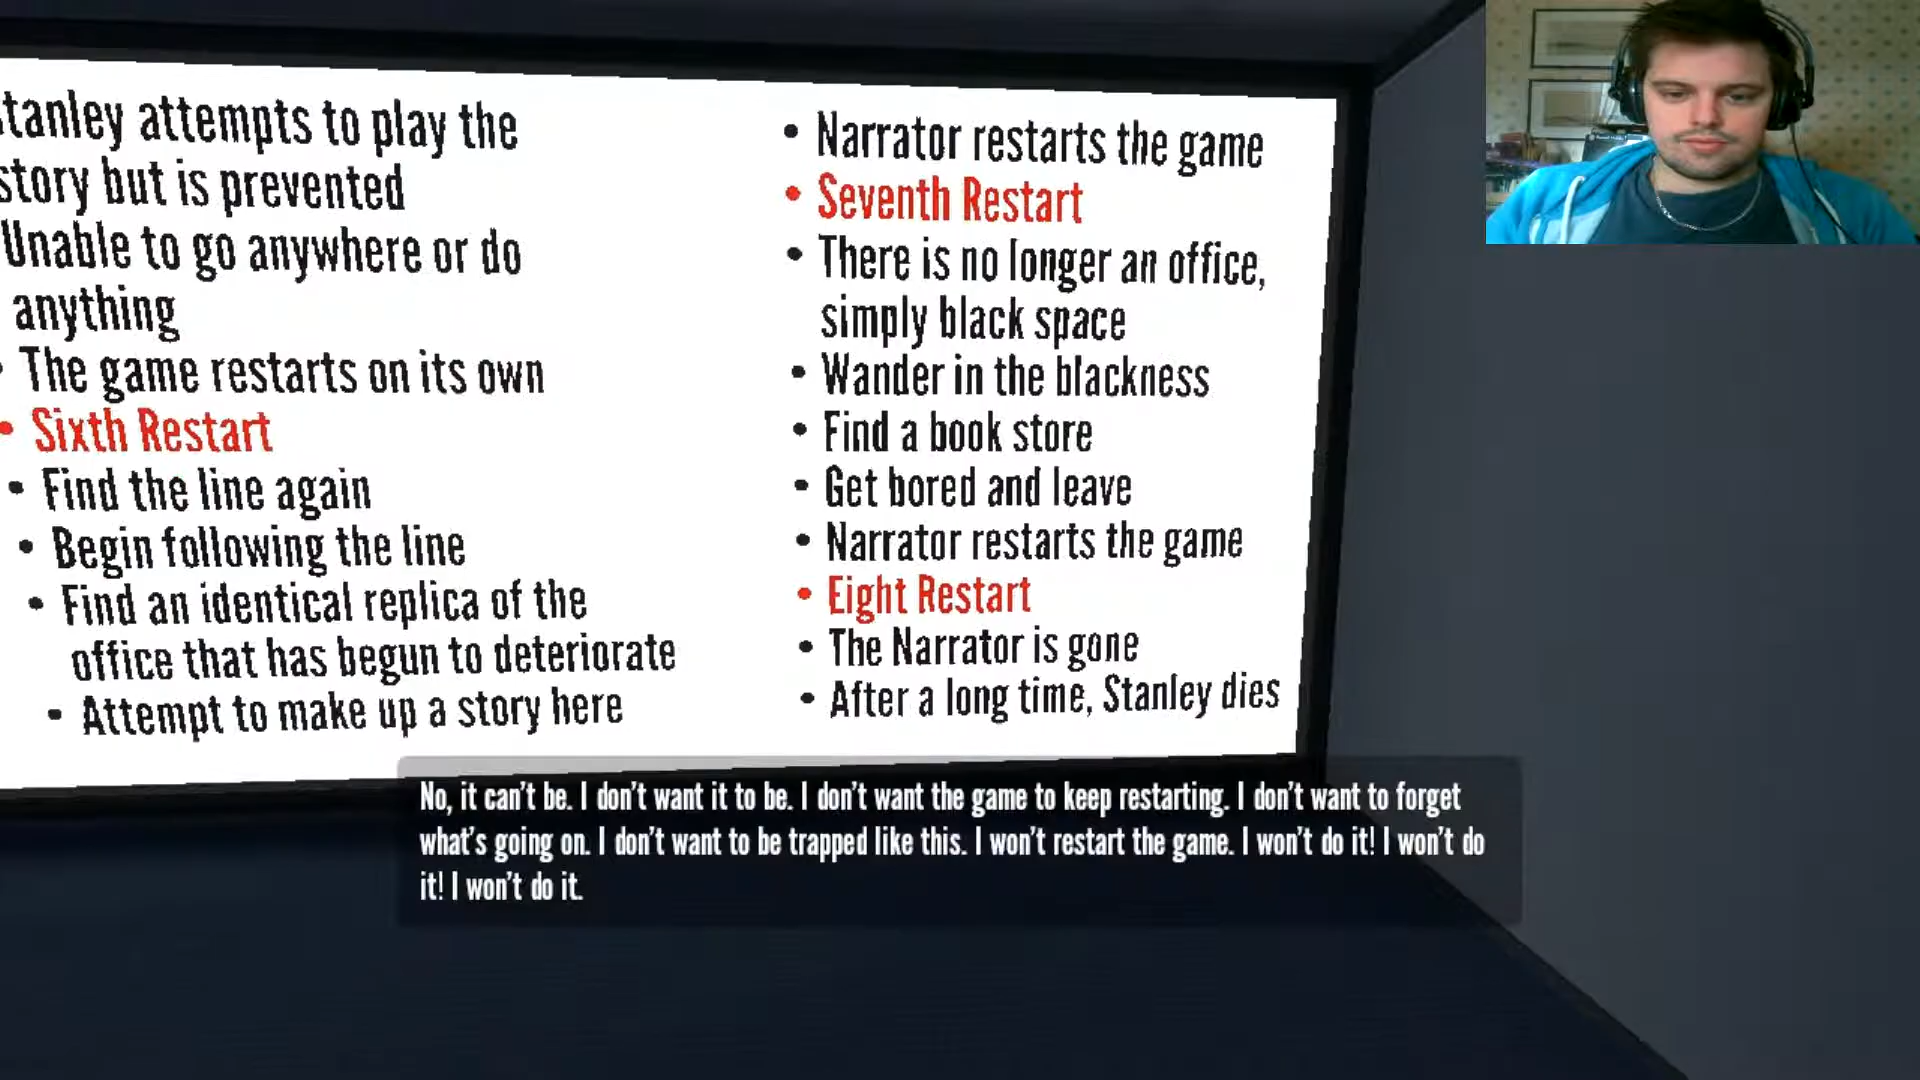 tanley attempts to play the
story but is prevented
Unable to go anywhere or do
anything
• The game restarts on its own
• Sixth Restart
• Find the line again
• Begin following the line
• Find an identical replica of the
office that has begun to deteriorate
• Attempt to make up a story here
• Narrator restarts the game
• Seventh Restart
• There is no longer an office,
simply black space
• Wander in the blackness
• Find a book store
• Get bored and leave
• Narrator restarts the game
• Eight Restart
• The Narrator is gone
• After a long time, Stanley dies
No, it can't be. I don't want it to be. I don't want the game to keep restarting. I don't want to forget
what's going on. I don't want to be trapped like this. I won't restart the game. I won't do it! I won't do
it! I won't do it.